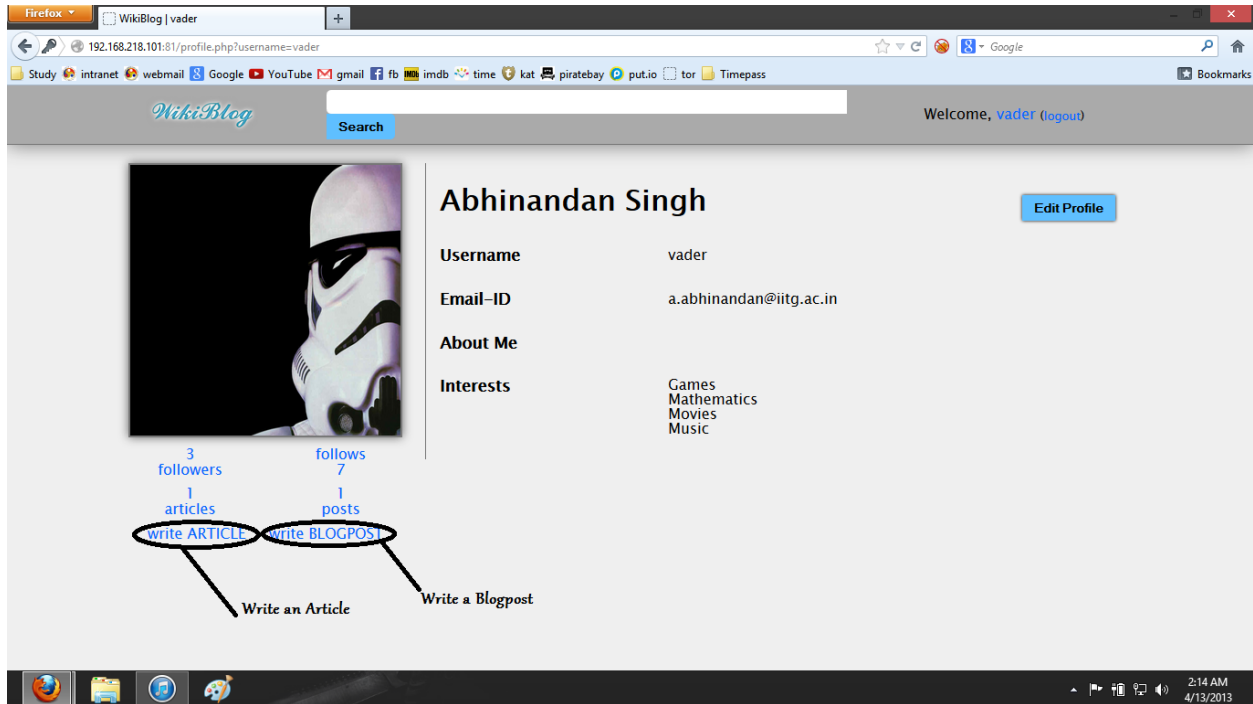 Firefox
WikiBlog | vader
192.168.218.101:81/profile.php?username=vader
Google
Study intranet webmail Google YouTube gmail fb imdb time kat piratebay put.io tor Timepass
Bookmarks
WikiBlog
Search
Welcome, vader (logout)
Abhinandan Singh
Edit Profile
Username vader
Email-ID a.abhinandan@iitg.ac.in
About Me
Interests Games
Mathematics
Movies
Music
3 follows
followers 7
1 1
articles posts
write ARTICLE write BLOGPOST
Write an Article
Write a Blogpost
2:14 AM
4/13/2013